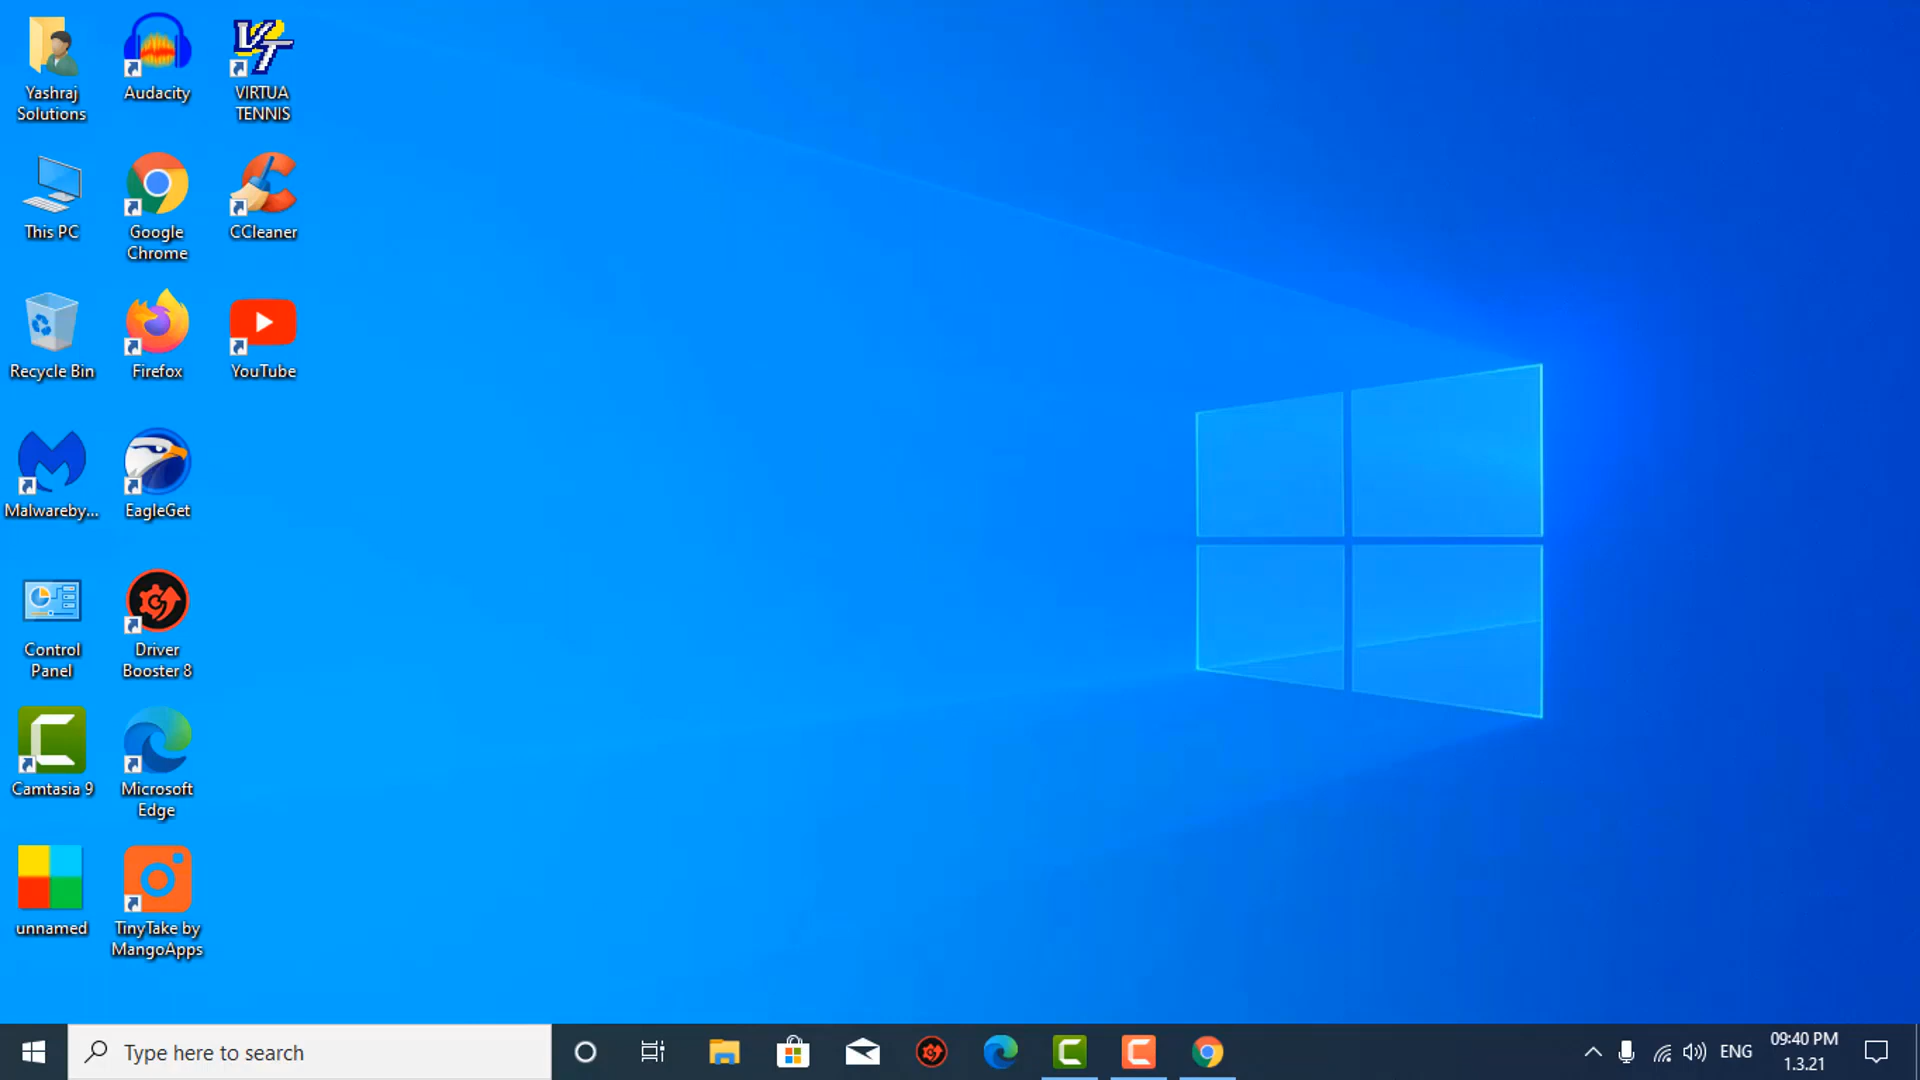 Yashraj
Solutions
Audacity
VIRTUA
TENNIS
This PC
Google
Chrome
CCleaner
Recycle Bin
Firefox
YouTube
Malwareby...
EagleGet
Control
Panel
Driver
Booster 8
Camtasia 9
Microsoft
Edge
unnamed
TinyTake by
MangoApps
Type here to search
ENG
09:40 PM
1.3.21